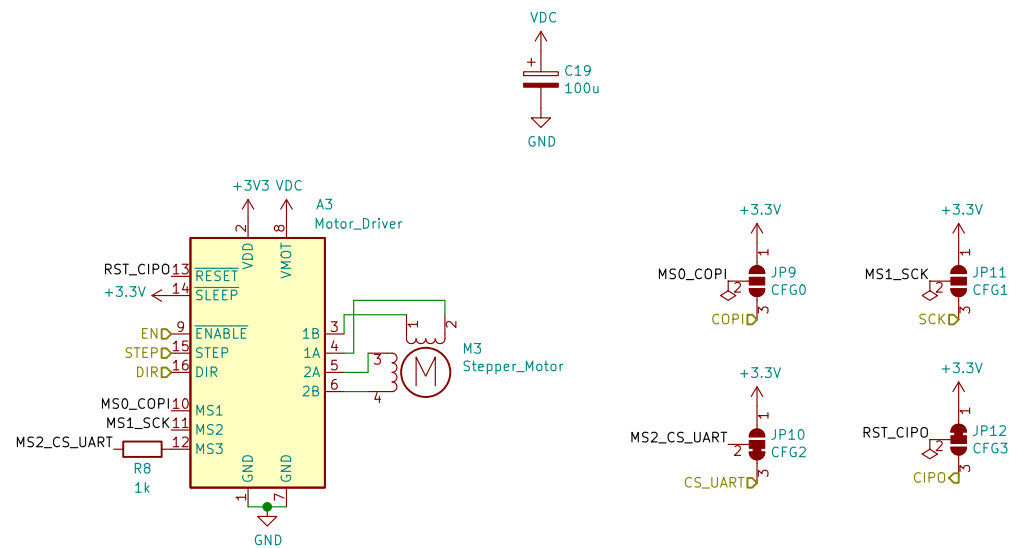 VDC
+
C19
100u
GND
+3V3 VDC
A3
Motor_Driver
2
8
VDD
VMOT
RST_CIPO
13
RESET
+3.3V
14
SLEEP
EN
9
ENABLE
STEP
15
STEP
DIR
16
DIR
MS0_COPI
10
MS1
MS1_SCK
11
MS2
MS2_CS_UART
12
MS3
R8
1k
1B
3
1A
4
2A
5
2B
6
1
2
3
4
M
M3
Stepper_Motor
GND
GND
1
7
GND
+3.3V
1
MS0_COPI
2
JP9
CFG0
3
COPI
+3.3V
1
MS1_SCK
2
JP11
CFG1
3
SCK
+3.3V
1
MS2_CS_UART
2
JP10
CFG2
3
CS_UART
+3.3V
1
RST_CIPO
2
JP12
CFG3
3
CIPO